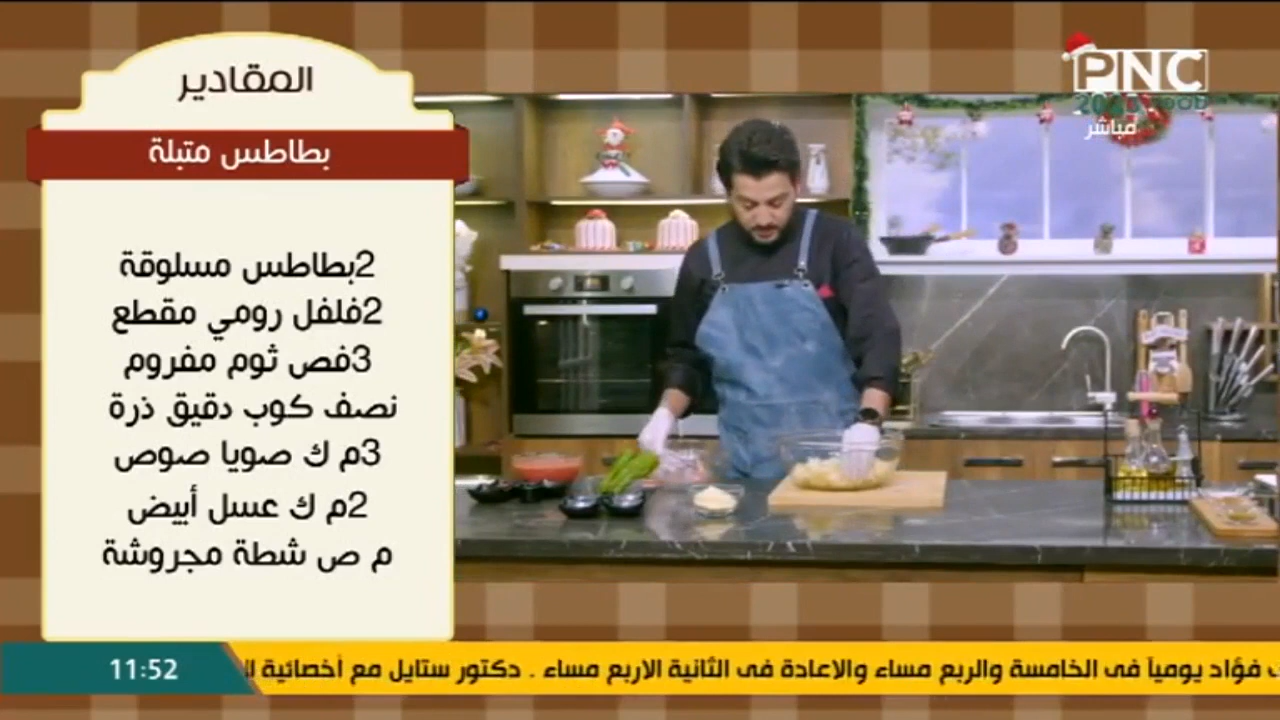 المقادير
بطاطس متبلة
2بطاطس مسلوقة
2فلفل رومي مقطع
3فص ثوم مفروم
نصف كوب دقيق ذرة
3م ك صويا صوص
2م ك عسل أبيض
م ص شطة مجروشة
PNC
FOOD
مباشر
فؤاد يومياً فى الخامسة والربع مساء والاعادة فى الثانية الاربع مساء . دكتور ستايل مع أخصائية
11:52